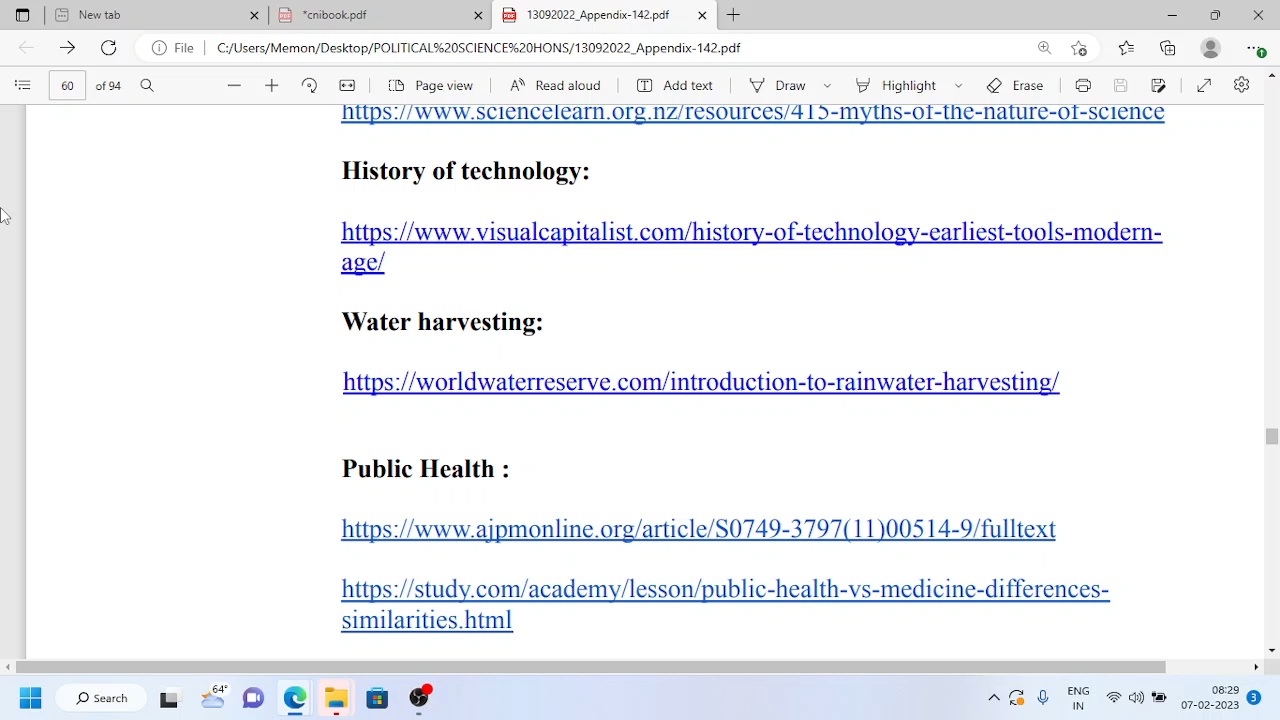 New tab
*cnibook.pdf
13092022_Appendix-142.pdf
File
C:/Users/Memon/Desktop/POLITICAL%20SCIENCE%20HONS/13092022_Appendix-142.pdf
60 of 94
Page view
Read aloud
Add text
Draw
Highlight
Erase
https://www.sciencelearn.org.nz/resources/415-myths-of-the-nature-of-science
History of technology:
https://www.visualcapitalist.com/history-of-technology-earliest-tools-modern-
age/
Water harvesting:
https://worldwaterreserve.com/introduction-to-rainwater-harvesting/
Public Health :
https://www.ajpmonline.org/article/S0749-3797(11)00514-9/fulltext
https://study.com/academy/lesson/public-health-vs-medicine-differences-
similarities.html
Search
64°
ENG
IN
08:29
07-02-2023
3